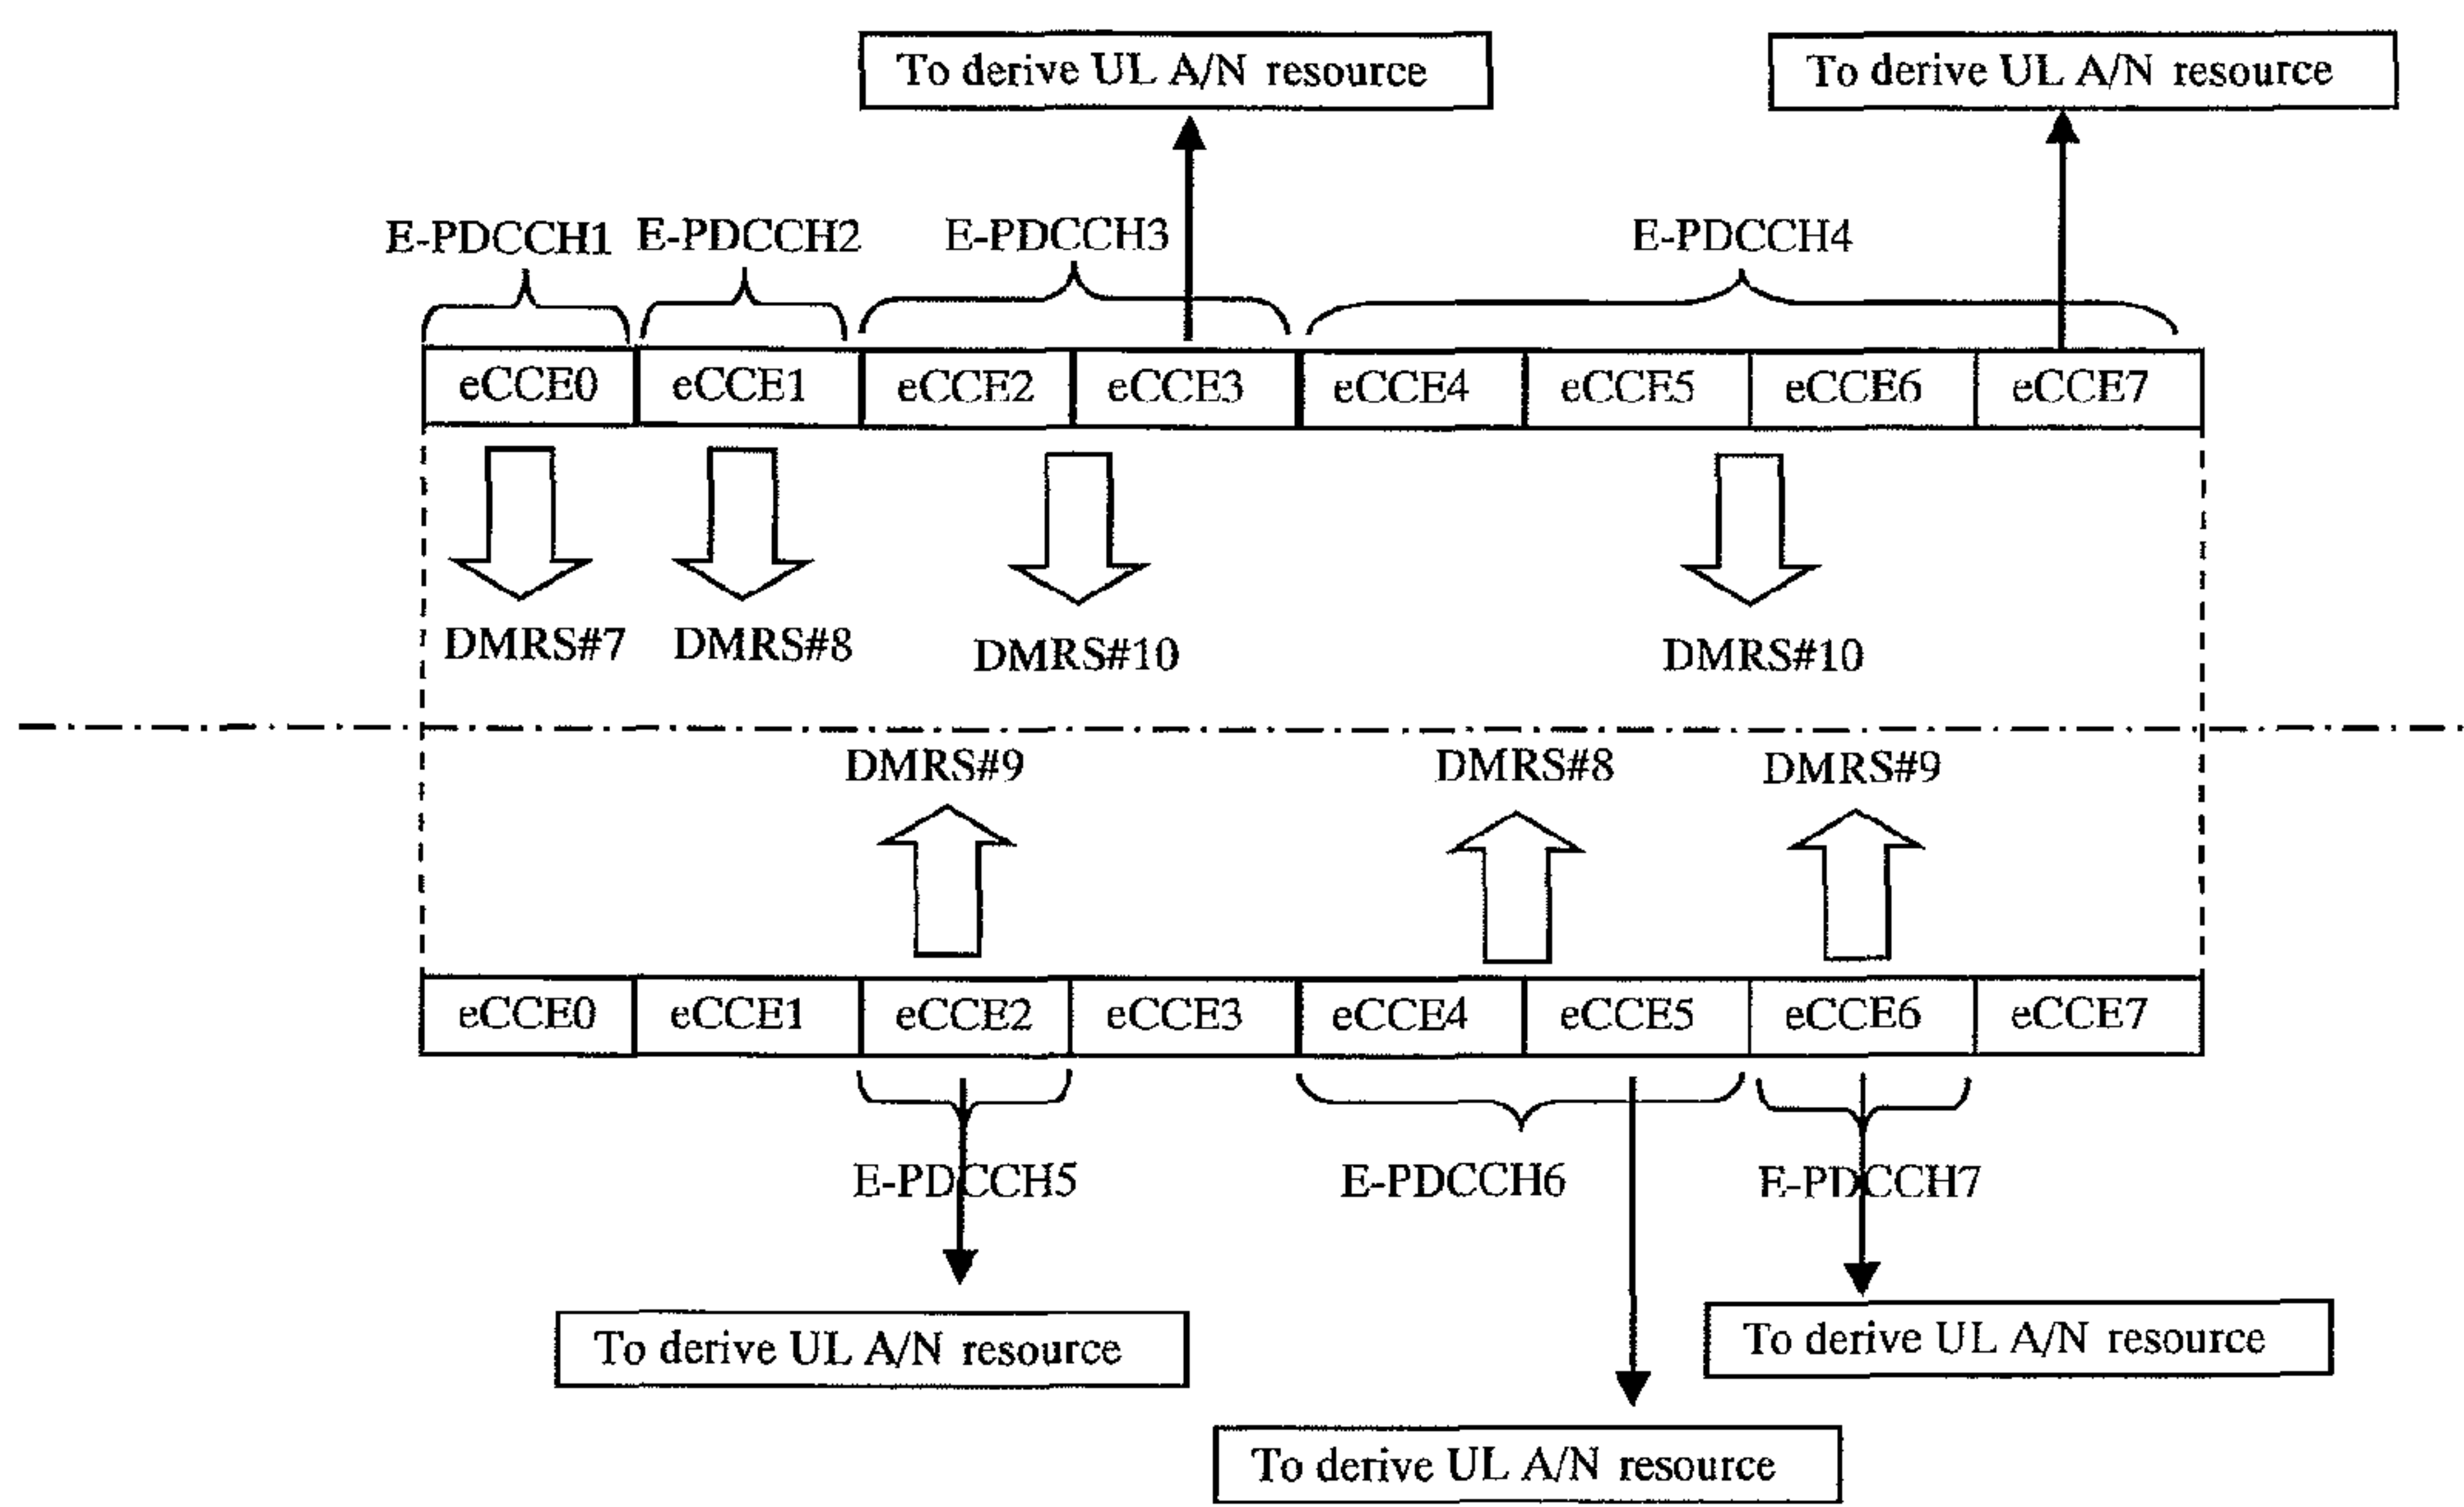 To derive UL A/N resource
To derive UL A/N resource
E-PDCCH1
E-PDCCH2
E-PDCCH3
E-PDCCH4
eCCE0
eCCE1
eCCE2
eCCE3
eCCE4
eCCE5
eCCE6
eCCE7
DMRS#7
DMRS#8
DMRS#10
DMRS#10
DMRS#9
DMRS#8
DMRS#9
eCCE0
eCCE1
eCCE2
eCCE3
eCCE4
eCCE5
eCCE6
eCCE7
E-PDCCH5
E-PDCCH6
E-PDCCH7
To derive UL A/N resource
To derive UL A/N resource
To derive UL A/N resource